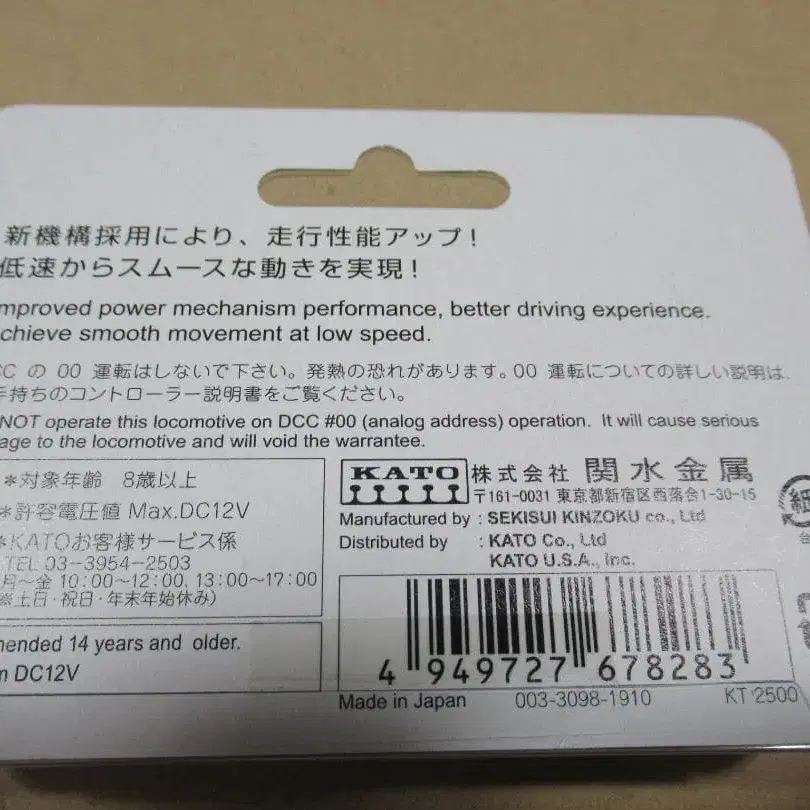 新機構採用により、走行性能アップ!
低速からスムースな動きを実現!
mproved power mechanism performance, better driving experience.
chieve smooth movement at low speed.
CC の 00 運転はしないで下さい。発熱の恐れがあります。00 運転についての詳しい説明は、
手持ちのコントローラー説明書をご覧ください。
NOT operate this locomotive on DCC #00 (analog address) operation. It will cause serious
age to the locomotive and will void the warrantee.
*対象年齢 8歳以上
*許容電圧値 Max.DC12V
*KATOお客様サービス係
TEL 03-3954-2503
月〜金 10:00〜12:00, 13:00〜17:00
※土日・祝日・年末年始休み)
mended 14 years and older.
n DC12V
KATO 株式会社 関水金属
〒161-0031 東京都新宿区西落合1-30-15
Manufactured by : SEKISUI KINZOKU co., Ltd
Distributed by : KATO Co., Ltd
KATO U.S.A., Inc.
4 949727 678283
Made in Japan 003-3098-1910 KT 2500
紙
台